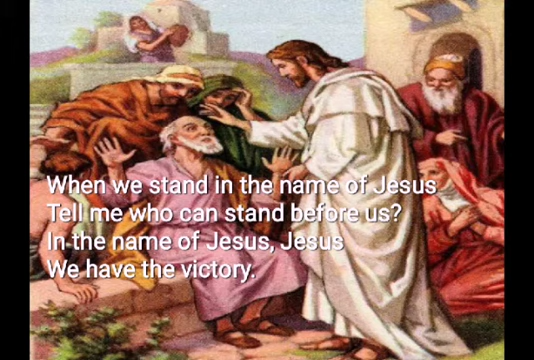 When we stand in the name of Jesus
Tell me who can stand before us?
In the name of Jesus, Jesus
We have the victory.